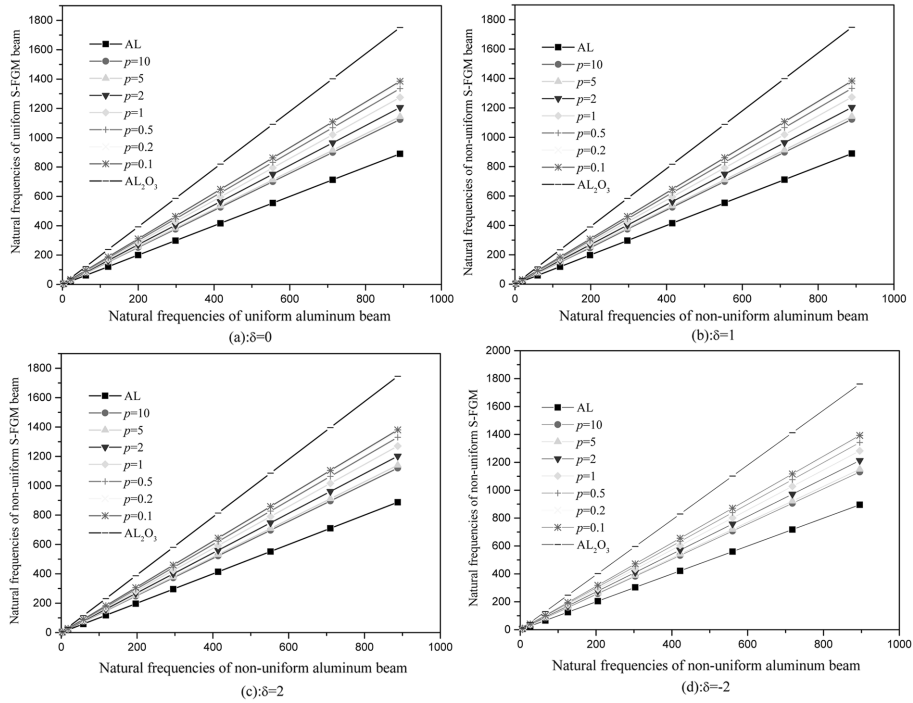 Natural frequencies of uniform S-FGM beam
1800
1600
1400
1200
1000
800
600
400
200
0
AL
p=10
p=5
p=2
p=1
p=0.5
p=0.2
p=0.1
AL₂O₃
0 200 400 600 800 1000
Natural frequencies of uniform aluminum beam
(a):δ=0
Natural frequencies of non-uniform S-FGM beam
1800
1600
1400
1200
1000
800
600
400
200
0
AL
p=10
p=5
p=2
p=1
p=0.5
p=0.2
p=0.1
AL₂O₃
0 200 400 600 800 1000
Natural frequencies of non-uniform aluminum beam
(b):δ=1
Natural frequencies of non-uniform S-FGM beam
1800
1600
1400
1200
1000
800
600
400
200
0
AL
p=10
p=5
p=2
p=1
p=0.5
p=0.2
p=0.1
AL₂O₃
0 200 400 600 800 1000
Natural frequencies of non-uniform aluminum beam
(c):δ=2
Natural frequencies of non-uniform S-FGM
2000
1800
1600
1400
1200
1000
800
600
400
200
0
AL
p=10
p=5
p=2
p=1
p=0.5
p=0.2
p=0.1
AL₂O₃
0 200 400 600 800 1000
Natural frequencies of non-uniform aluminum beam
(d):δ=-2